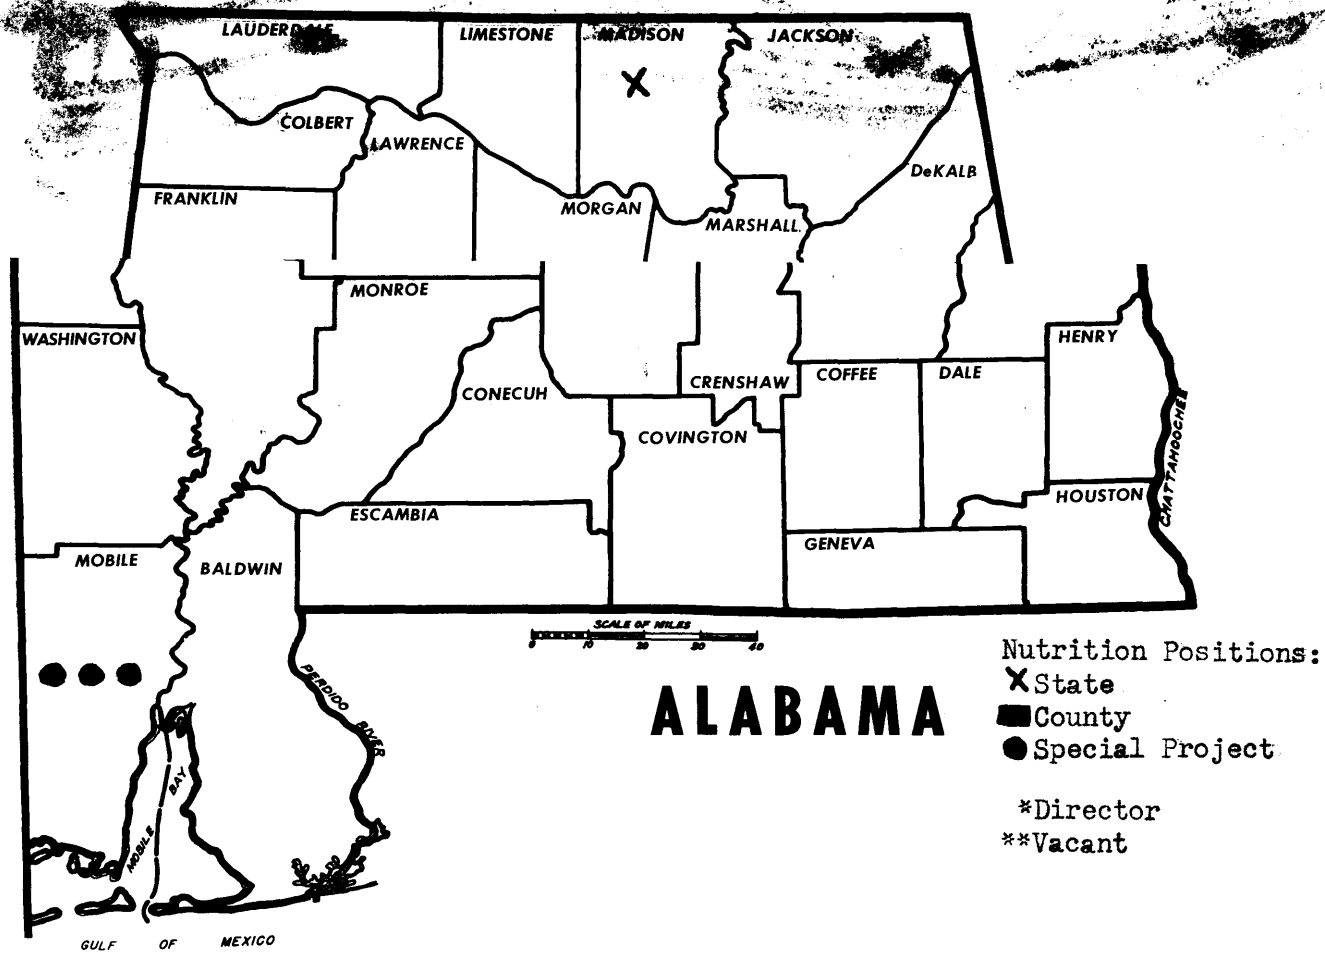 LAUDERDALE LIMESTONE MADISON JACKSON
COLBERT
LAWRENCE
DeKALB
FRANKLIN
MORGAN
MARSHALL
MONROE
WASHINGTON
HENRY
CRENSHAW COFFEE DALE
CONECUH
COVINGTON
CHATTAHOOCHEE
HOUSTON
ESCAMBIA
GENEVA
MOBILE
BALDWIN
SCALE OF MILES
0 10 20 30 40
PERDIDO RIVER
ALABAMA
Nutrition Positions:
X State
County
Special Project
*Director
**Vacant
MOBILE BAY
GULF OF MEXICO